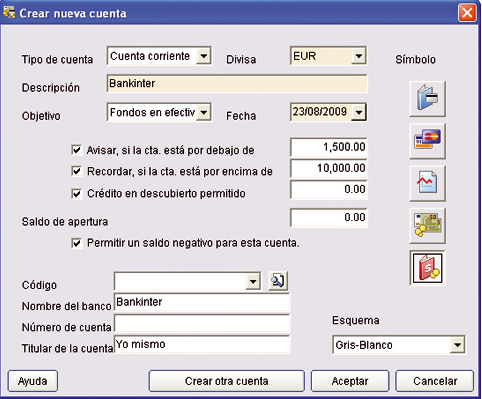 Crear nueva cuenta
Tipo de cuenta Cuenta corriente Divisa EUR Símbolo
Descripción Bankinter
Objetivo Fondos en efectiv Fecha 23/08/2009
Avisar, si la cta. está por debajo de 1,500.00
Recordar, si la cta. está por encima de 10,000.00
Crédito en descubierto permitido 0.00
Saldo de apertura 0.00
Permitir un saldo negativo para esta cuenta.
Código
Nombre del banco Bankinter
Número de cuenta Esquema
Titular de la cuenta Yo mismo Gris-Blanco
Ayuda Crear otra cuenta Aceptar Cancelar